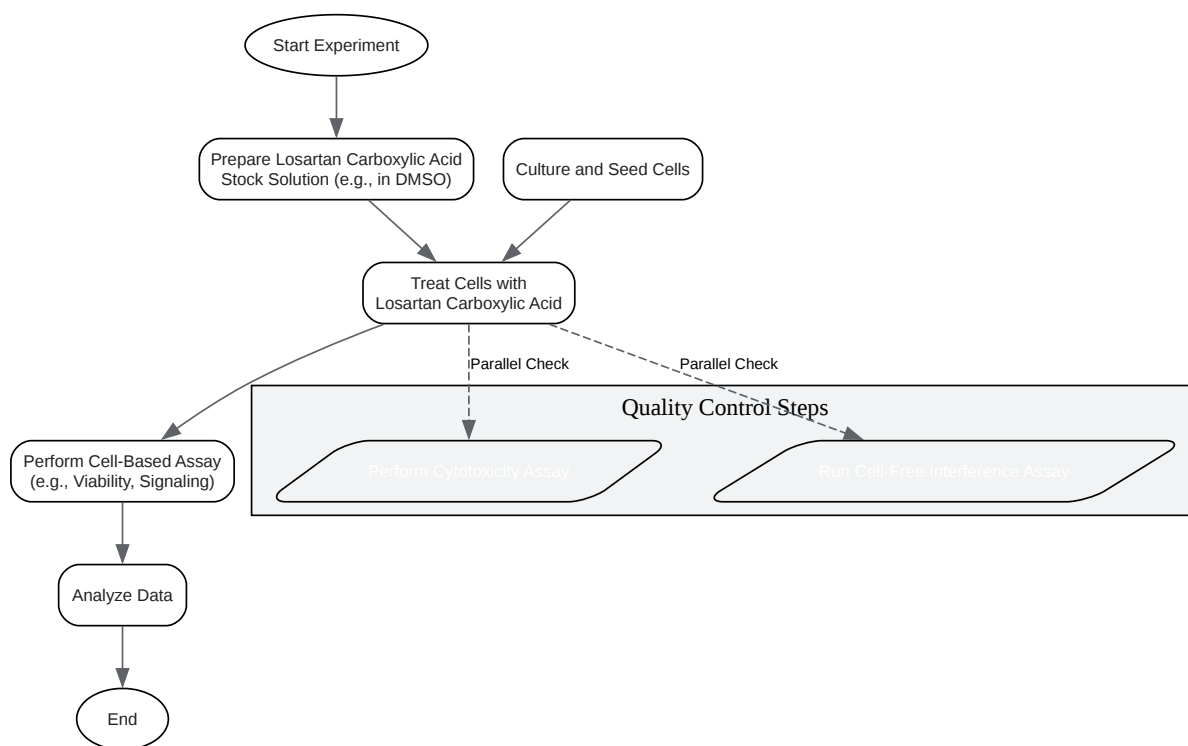 Start Experiment
Prepare Losartan Carboxylic Acid
Stock Solution (e.g., in DMSO)
Culture and Seed Cells
Treat Cells with
Losartan Carboxylic Acid
Parallel Check
Parallel Check
Quality Control Steps
Perform Cell-Based Assay
(e.g., Viability, Signaling)
Perform Cytotoxicity Assay
Run Cell-Free Interference Assay
Analyze Data
End